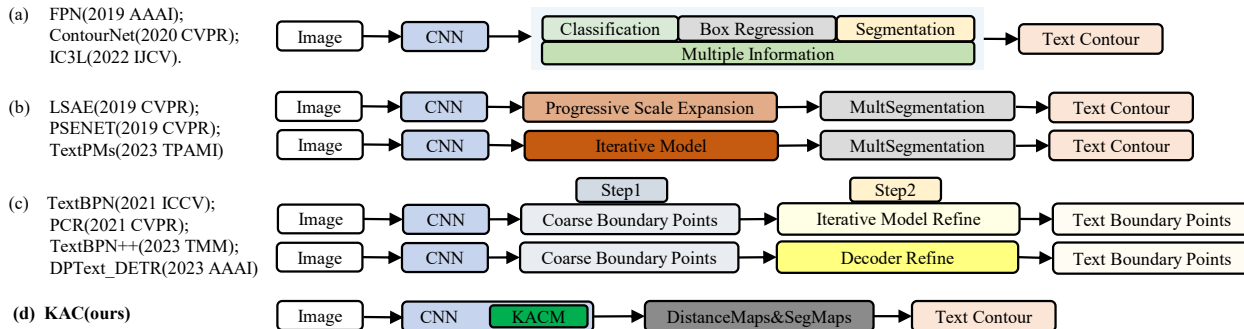 (a) FPN(2019 AAAI);
ContourNet(2020 CVPR);
IC3L(2022 IJCV).
Image CNN Classification Box Regression Segmentation Text Contour
Multiple Information
(b) LSAE(2019 CVPR);
PSENET(2019 CVPR);
TextPMs(2023 TPAMI)
Image CNN Progressive Scale Expansion MultSegmentation Text Contour
Image CNN Iterative Model MultSegmentation Text Contour
Step1 Step2
(c) TextBPN(2021 ICCV);
PCR(2021 CVPR);
TextBPN++(2023 TMM);
DPText_DETR(2023 AAAI)
Image CNN Coarse Boundary Points Iterative Model Refine Text Boundary Points
Image CNN Coarse Boundary Points Decoder Refine Text Boundary Points
(d) KAC(ours)
Image CNN KACM DistanceMaps&SegMaps Text Contour